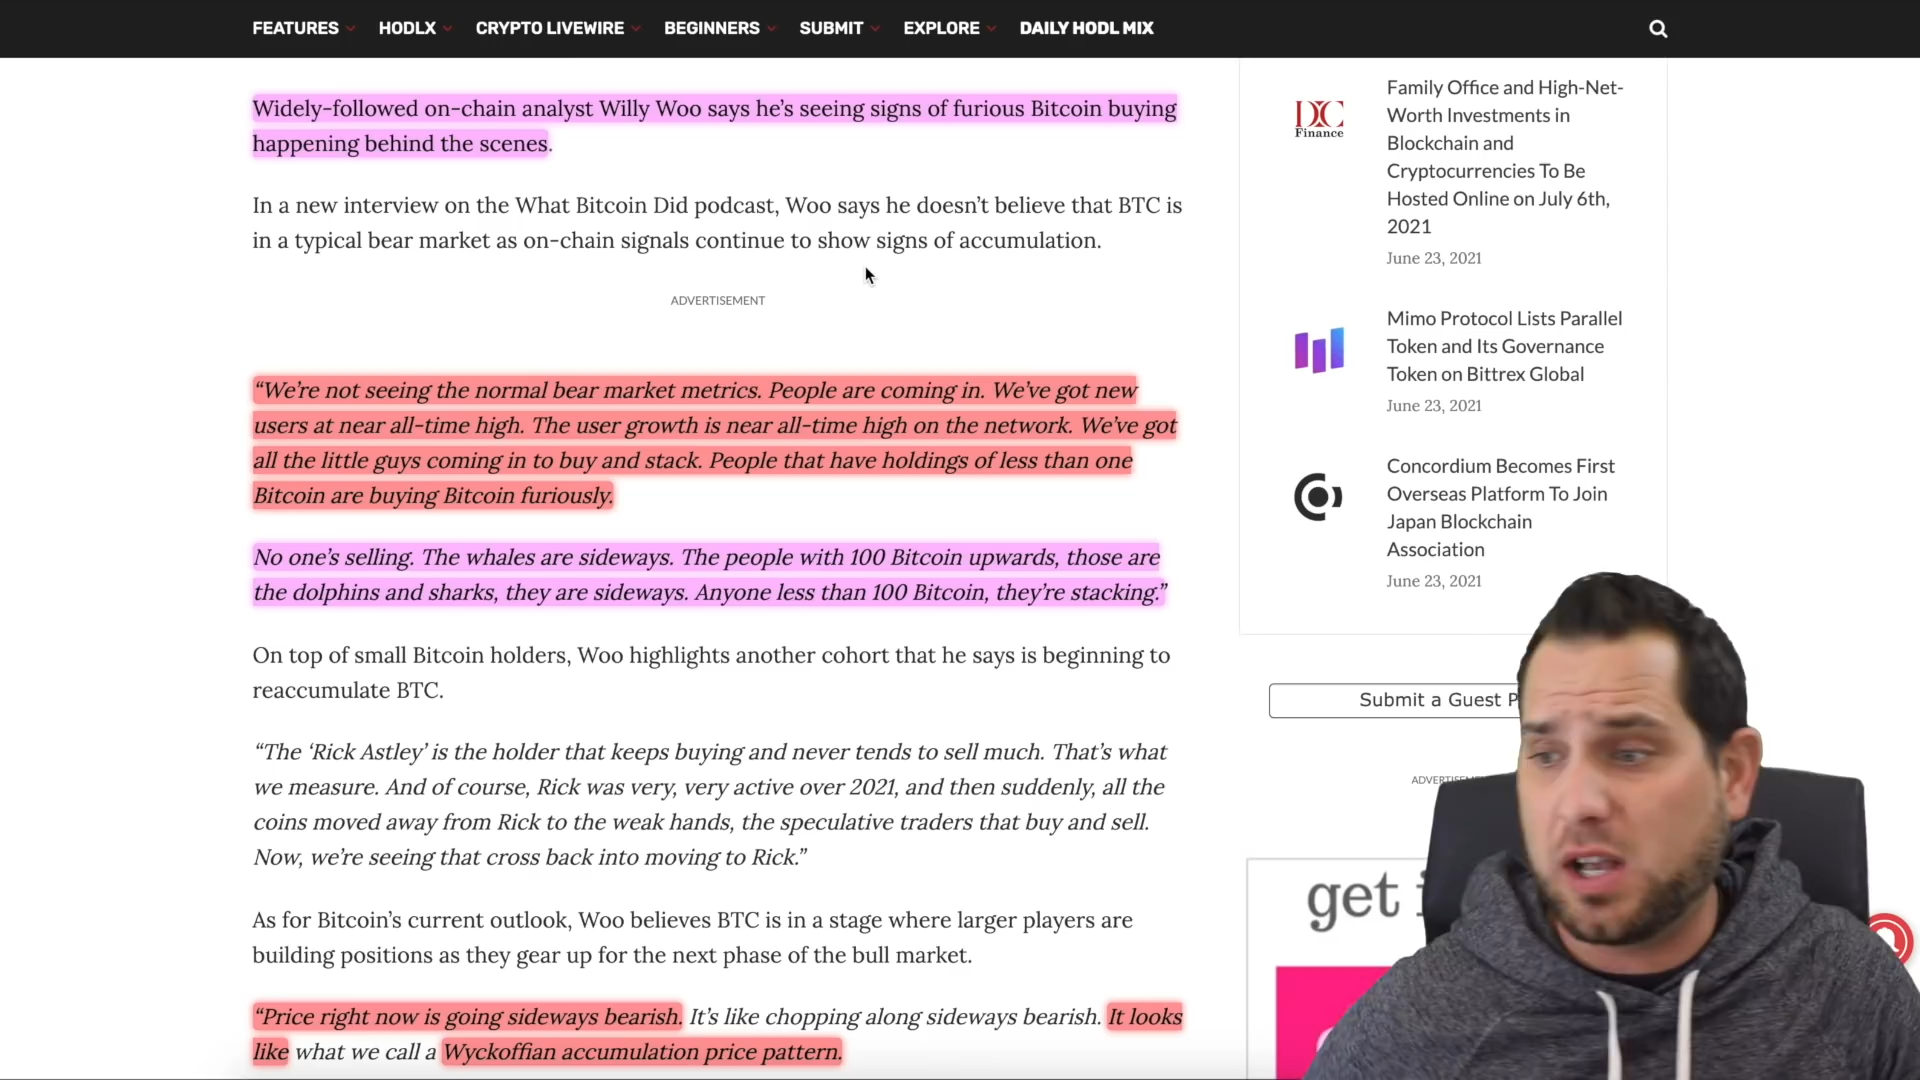 FEATURES HODLX CRYPTO LIVEWIRE BEGINNERS SUBMIT EXPLORE DAILY HODL MIX
Widely-followed on-chain analyst Willy Woo says he's seeing signs of furious Bitcoin buying
happening behind the scenes.
In a new interview on the What Bitcoin Did podcast, Woo says he doesn't believe that BTC is
in a typical bear market as on-chain signals continue to show signs of accumulation.
ADVERTISEMENT
“We're not seeing the normal bear market metrics. People are coming in. We've got new
users at near all-time high. The user growth is near all-time high on the network. We've got
all the little guys coming in to buy and stack. People that have holdings of less than one
Bitcoin are buying Bitcoin furiously.
No one's selling. The whales are sideways. The people with 100 Bitcoin upwards, those are
the dolphins and sharks, they are sideways. Anyone less than 100 Bitcoin, they're stacking.”
On top of small Bitcoin holders, Woo highlights another cohort that he says is beginning to
reaccumulate BTC.
“The ‘Rick Astley’ is the holder that keeps buying and never tends to sell much. That's what
we measure. And of course, Rick was very, very active over 2021, and then suddenly, all the
coins moved away from Rick to the weak hands, the speculative traders that buy and sell.
Now, we're seeing that cross back into moving to Rick.”
As for Bitcoin's current outlook, Woo believes BTC is in a stage where larger players are
building positions as they gear up for the next phase of the bull market.
“Price right now is going sideways bearish. It's like chopping along sideways bearish. It looks
like what we call a Wyckoffian accumulation price pattern.
DC
Finance
Family Office and High-Net-
Worth Investments in
Blockchain and
Cryptocurrencies To Be
Hosted Online on July 6th,
2021
June 23, 2021
Mimo Protocol Lists Parallel
Token and Its Governance
Token on Bittrex Global
June 23, 2021
Concordium Becomes First
Overseas Platform To Join
Japan Blockchain
Association
June 23, 2021
Submit a Guest P
get